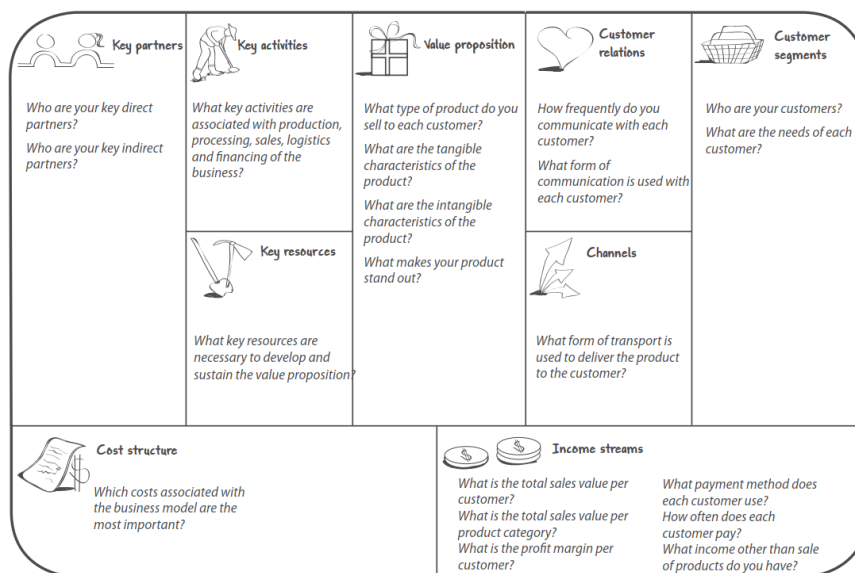 Key partners
Who are your key direct
partners?
Who are your key indirect
partners?
Key activities
What key activities are
associated with production,
processing, sales, logistics
and financing of the
business?
Key resources
What key resources are
necessary to develop and
sustain the value proposition?
Value proposition
What type of product do you
sell to each customer?
What are the tangible
characteristics of the
product?
What are the intangible
characteristics of the
product?
What makes your product
stand out?
Customer
relations
How frequently do you
communicate with each
customer?
What form of
communication is used with
each customer?
Channels
What form of transport is
used to deliver the product
to the customer?
Customer
segments
Who are your customers?
What are the needs of each
customer?
Cost structure
Which costs associated with
the business model are the
most important?
$
$
Income streams
What is the total sales value per
customer?
What is the total sales value per
product category?
What is the profit margin per
customer?
What payment method does
each customer use?
How often does each
customer pay?
What income other than sale
of products do you have?